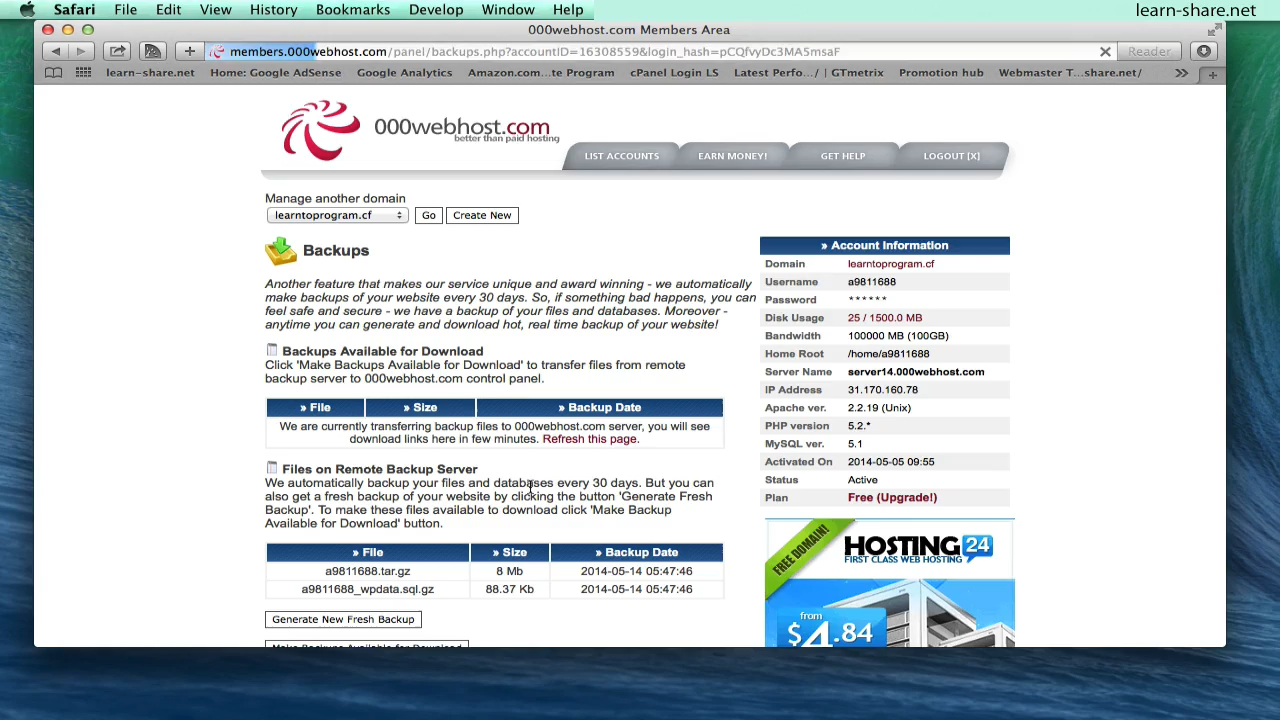 Safari File Edit View History Bookmarks Develop Window Help
learn-share.net
000webhost.com Members Area
members.000webhost.com/panel/backups.php?accountID=16308559&login_hash=pCQfvyDc3MA5msaF
Reader
learn-share.net Home: Google AdSense Google Analytics Amazon.com...te Program cPanel Login LS Latest Perfo.../ | GTmetrix Promotion hub Webmaster T...share.net/
000webhost.com
better than paid hosting
LIST ACCOUNTS EARN MONEY! GET HELP LOGOUT [X]
Manage another domain
learntoprogram.cf Go Create New
Backups
Another feature that makes our service unique and award winning - we automatically
make backups of your website every 30 days. So, if something bad happens, you can
feel safe and secure - we have a backup of your files and databases. Moreover -
anytime you can generate and download hot, real time backup of your website!
Backups Available for Download
Click 'Make Backups Available for Download' to transfer files from remote
backup server to 000webhost.com control panel.
» File » Size » Backup Date
We are currently transferring backup files to 000webhost.com server, you will see
download links here in few minutes. Refresh this page.
Files on Remote Backup Server
We automatically backup your files and databases every 30 days. But you can
also get a fresh backup of your website by clicking the button 'Generate Fresh
Backup'. To make these files available to download click 'Make Backup
Available for Download' button.
» File » Size » Backup Date
a9811688.tar.gz 8 Mb 2014-05-14 05:47:46
a9811688_wpdata.sql.gz 88.37 Kb 2014-05-14 05:47:46
Generate New Fresh Backup
Make Backups Available for Download
» Account Information
Domain learntoprogram.cf
Username a9811688
Password ******
Disk Usage 25 / 1500.0 MB
Bandwidth 100000 MB (100GB)
Home Root /home/a9811688
Server Name server14.000webhost.com
IP Address 31.170.160.78
Apache ver. 2.2.19 (Unix)
PHP version 5.2.*
MySQL ver. 5.1
Activated On 2014-05-05 09:55
Status Active
Plan Free (Upgrade!)
FREE DOMAIN!
HOSTING 24
FIRST CLASS WEB HOSTING
from
$4.84